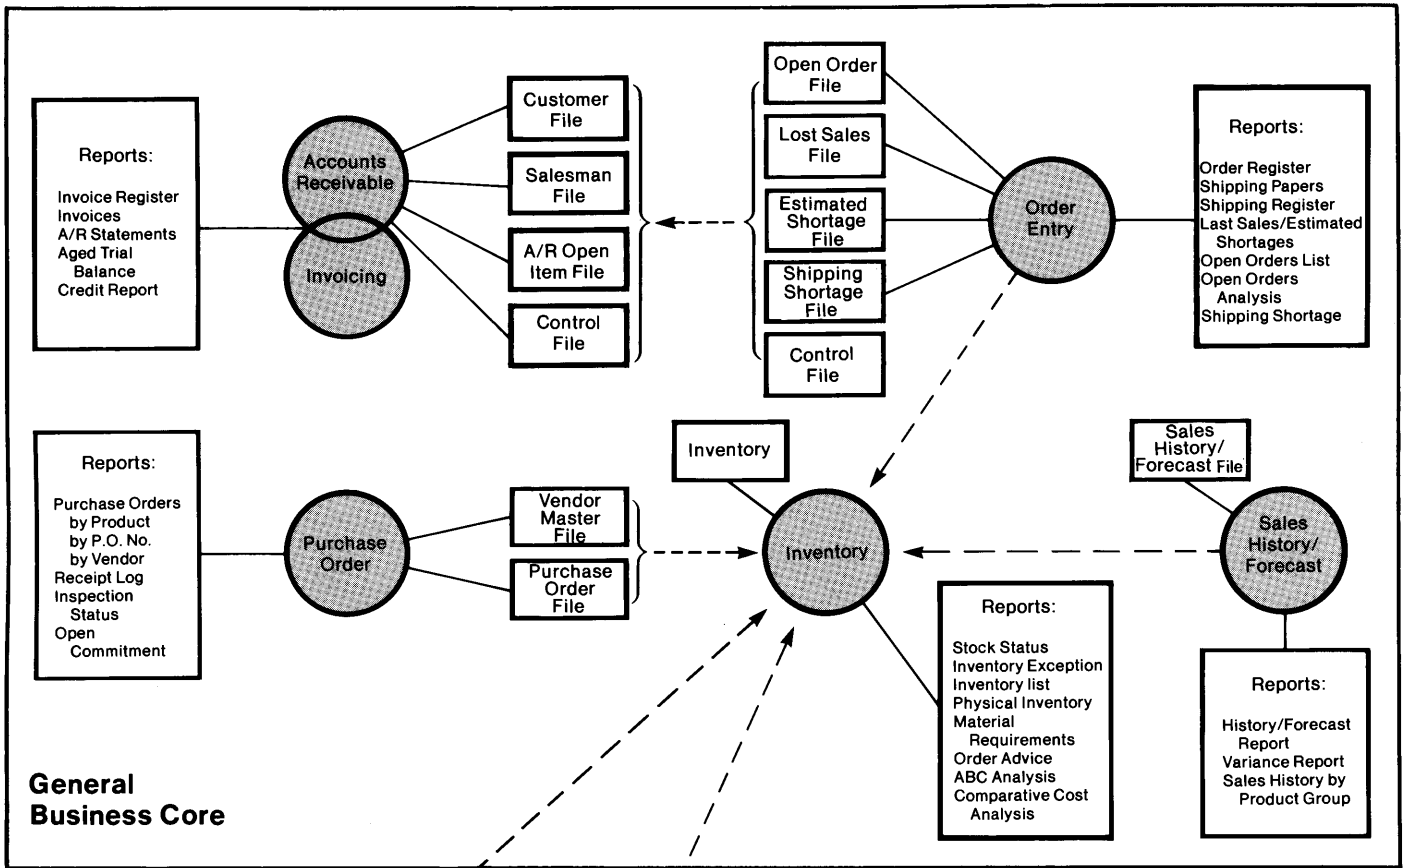 Reports:
Invoice Register
Invoices
A/R Statements
Aged Trial
Balance
Credit Report
Accounts
Receivable
Invoicing
Customer
File
Salesman
File
A/R Open
Item File
Control
File
Open Order
File
Lost Sales
File
Estimated
Shortage
File
Shipping
Shortage
File
Control
File
Order
Entry
Reports:
Order Register
Shipping Papers
Shipping Register
Last Sales/Estimated
Shortages
Open Orders List
Open Orders
Analysis
Shipping Shortage
Reports:
Purchase Orders
by Product
by P.O. No.
by Vendor
Receipt Log
Inspection
Status
Open
Commitment
Purchase
Order
Vendor
Master
File
Purchase
Order
File
Inventory
Inventory
Reports:
Stock Status
Inventory Exception
Inventory list
Physical Inventory
Material
Requirements
Order Advice
ABC Analysis
Comparative Cost
Analysis
Sales
History/
Forecast File
Sales
History/
Forecast
Reports:
History/Forecast
Report
Variance Report
Sales History by
Product Group
General
Business Core